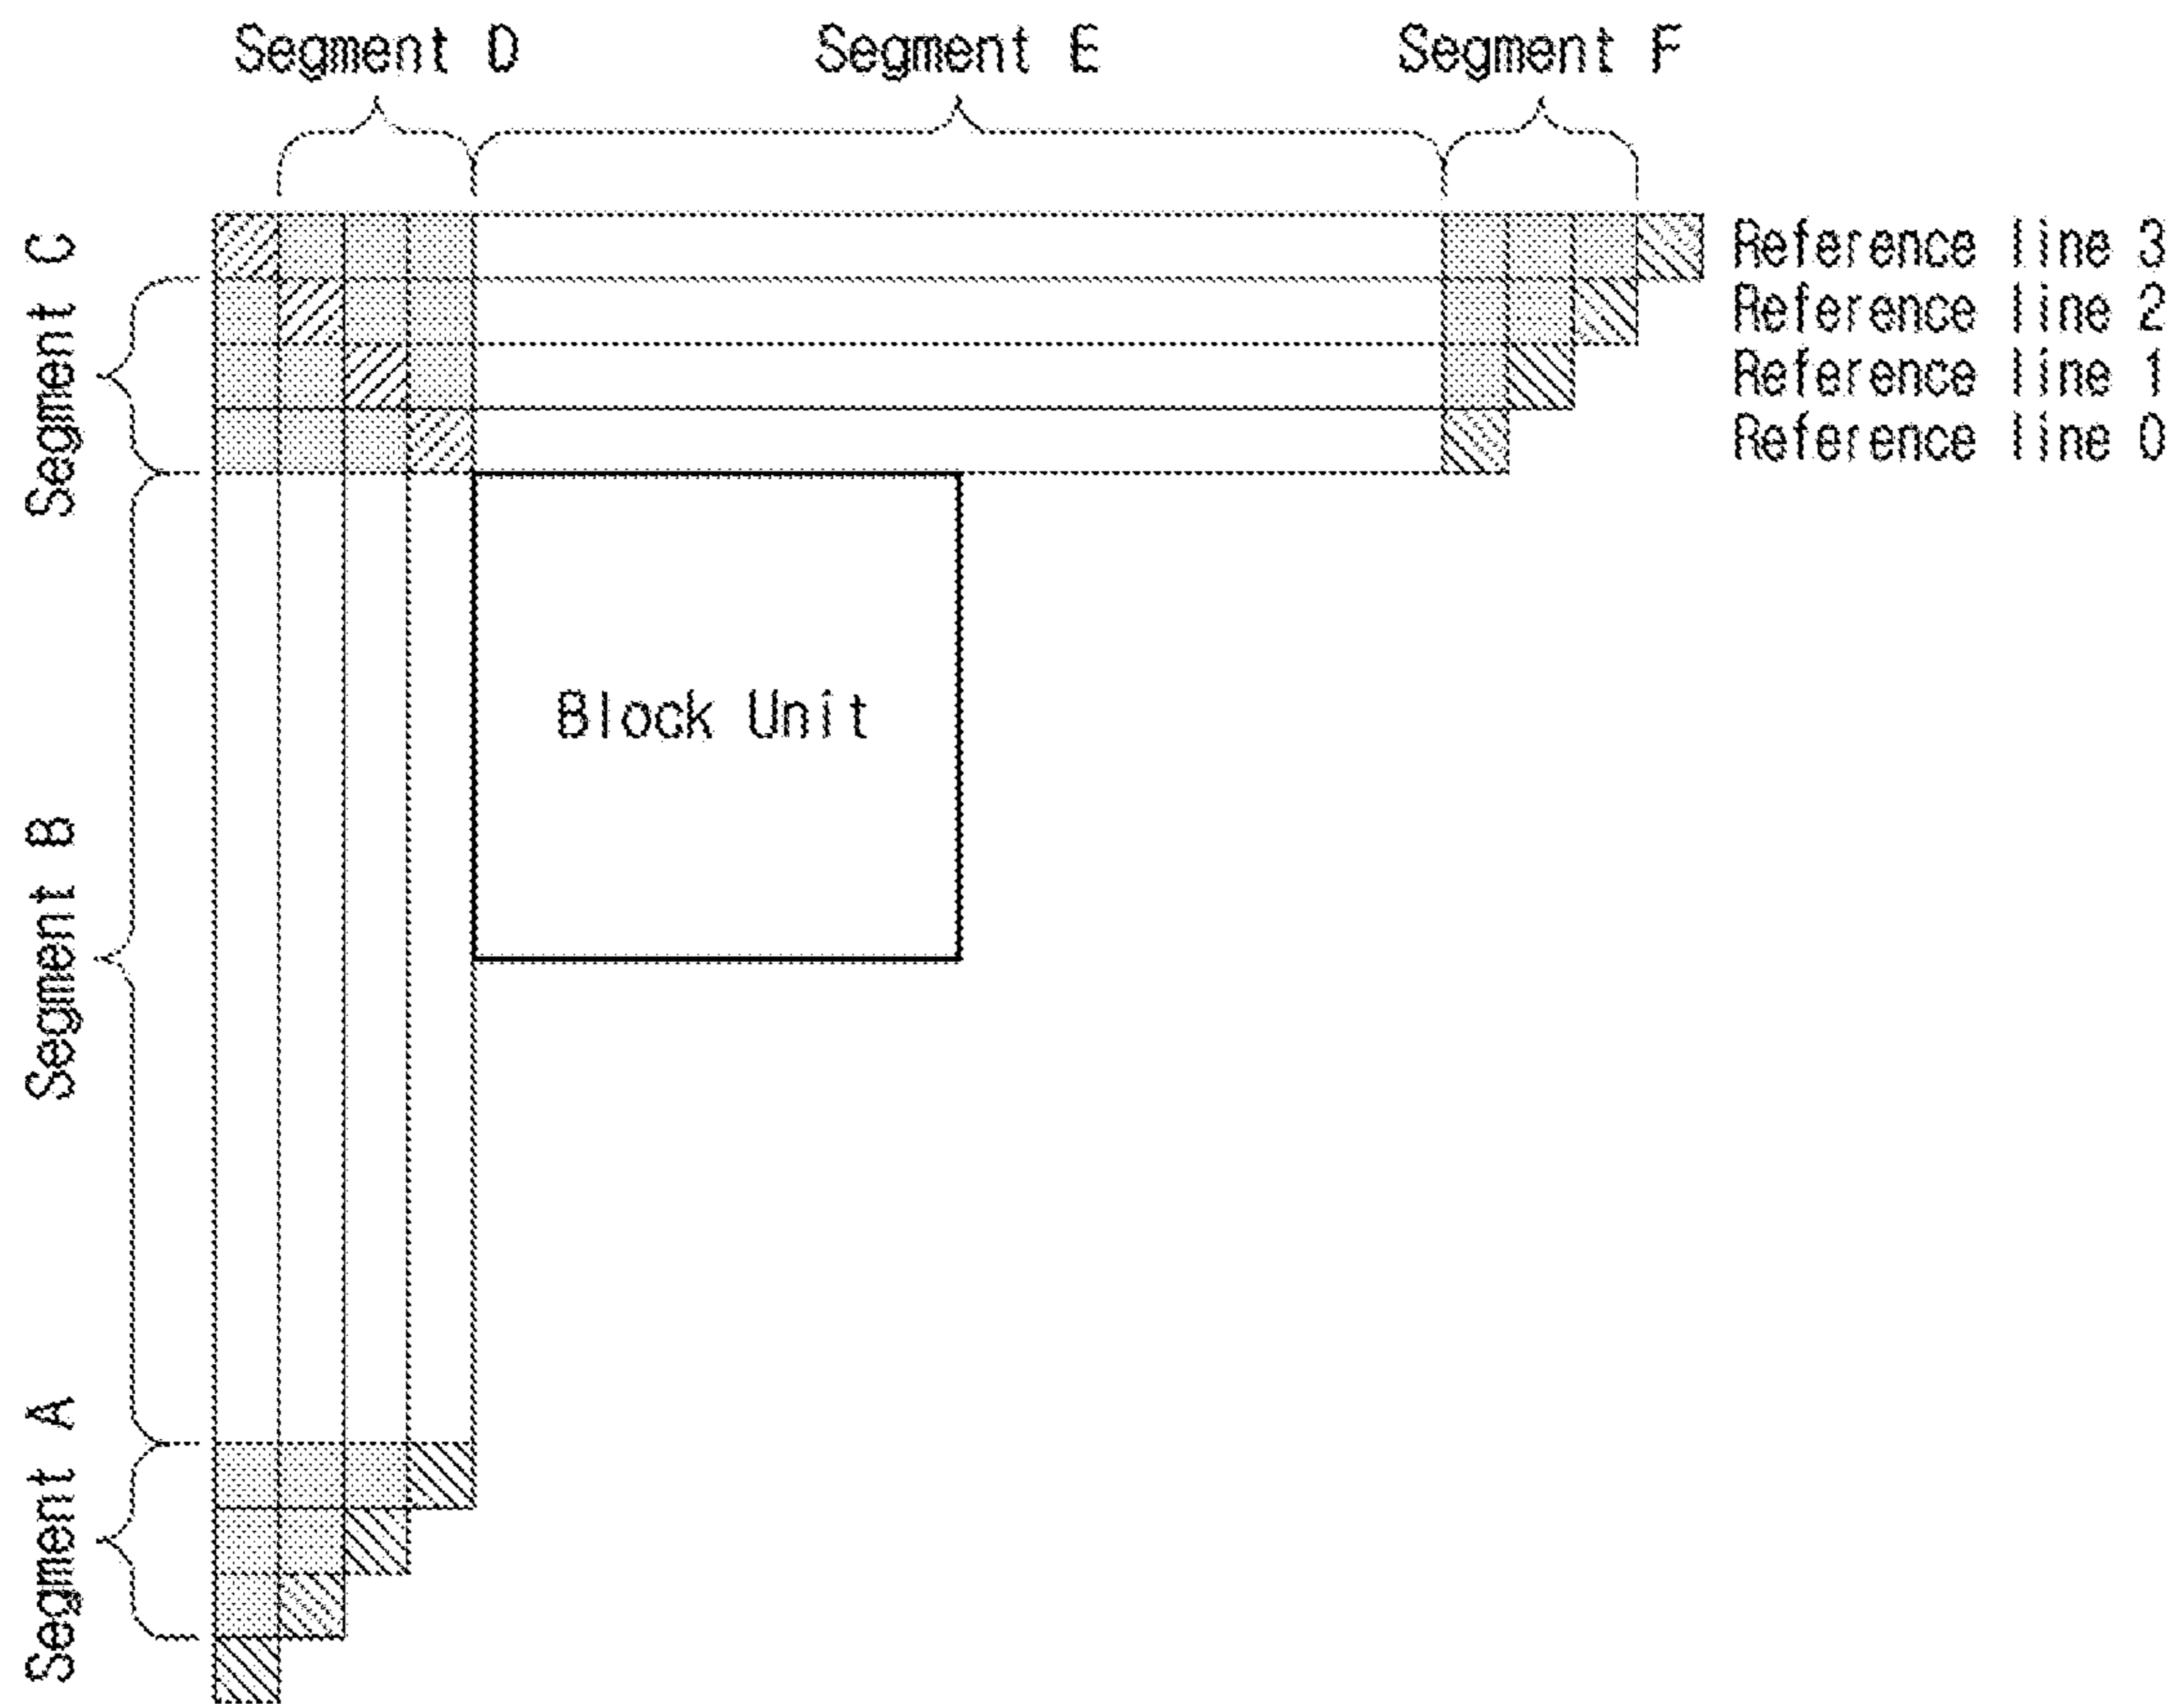 Segment D
Segment E
Segment F
Segment C
Reference line 3
Reference line 2
Reference line 1
Reference line 0
Block Unit
Segment B
Segment A